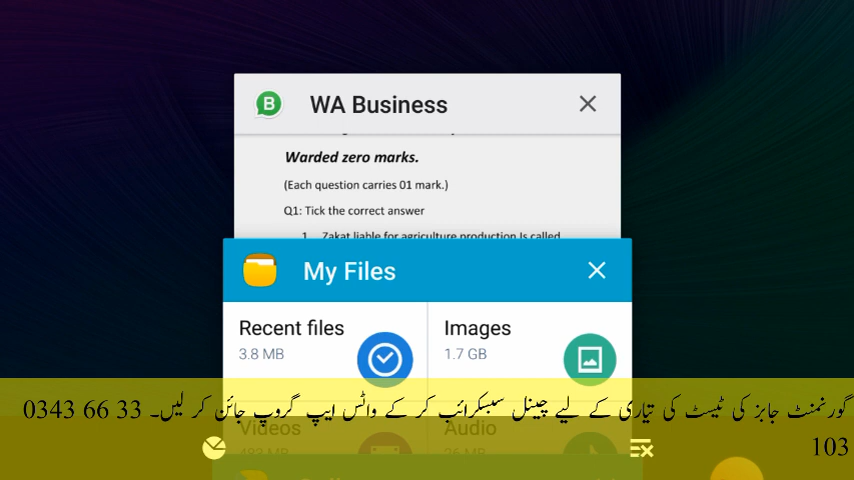 WA Business
Warded zero marks.
(Each question carries 01 mark.)
Q1: Tick the correct answer
1. Zakat liable for agriculture production Is called
My Files
Recent files
3.8 MB
Images
1.7 GB
گورنمنٹ جابز کی ٹیسٹ کی تیاری کے لیے چینل سبسکرائب کر کے واٹس ایپ گروپ جائن کر لیں۔ 33 66 0343
103
Videos
Audio